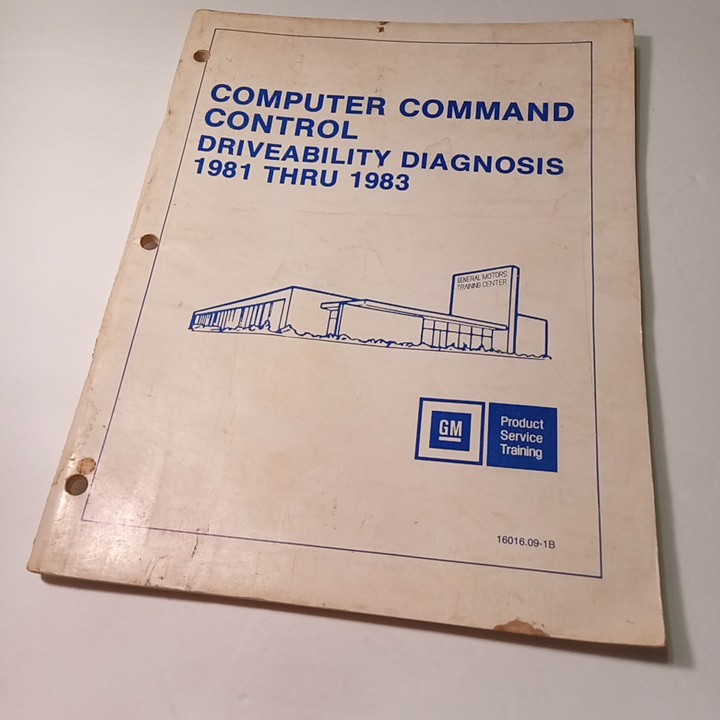 COMPUTER COMMAND
CONTROL
DRIVEABILITY DIAGNOSIS
1981 THRU 1983
GENERAL MOTORS
TRAINING CENTER
GM
Product
Service
Training
16016.09-1B